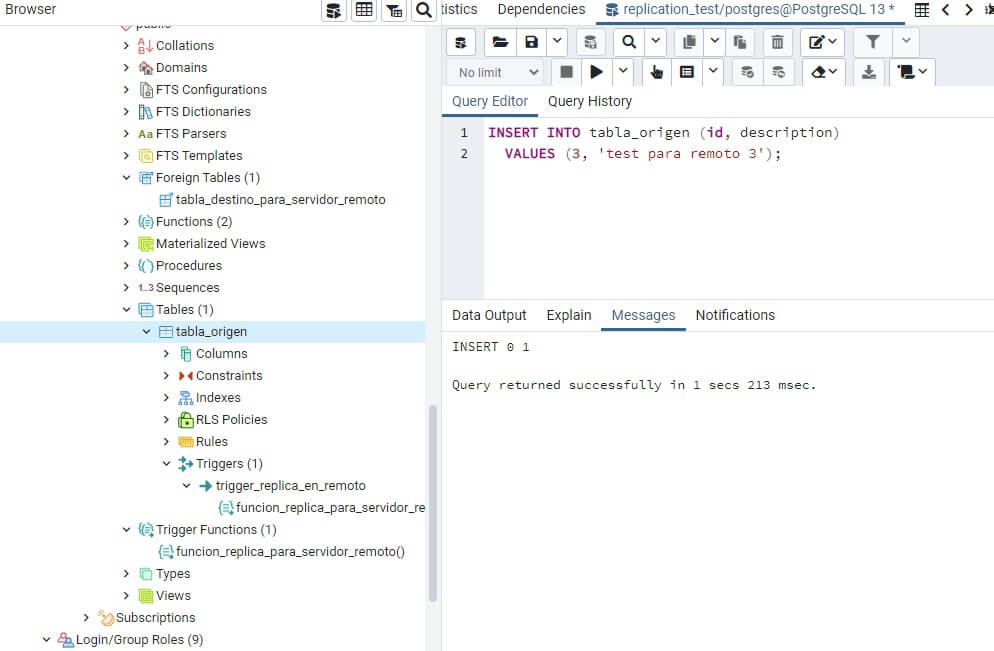 Browser
public
Collations
Domains
FTS Configurations
FTS Dictionaries
Aa FTS Parsers
FTS Templates
Foreign Tables (1)
tabla_destino_para_servidor_remoto
Functions (2)
Materialized Views
Procedures
1..3 Sequences
Tables (1)
tabla_origen
Columns
Constraints
Indexes
RLS Policies
Rules
Triggers (1)
trigger_replica_en_remoto
funcion_replica_para_servidor_re
Trigger Functions (1)
funcion_replica_para_servidor_remoto()
Types
Views
Subscriptions
Login/Group Roles (9)
tistics Dependencies replication_test/postgres@PostgreSQL 13 *
No limit
Query Editor Query History
1 INSERT INTO tabla_origen (id, description)
2 VALUES (3, 'test para remoto 3');
Data Output Explain Messages Notifications
INSERT 0 1
Query returned successfully in 1 secs 213 msec.